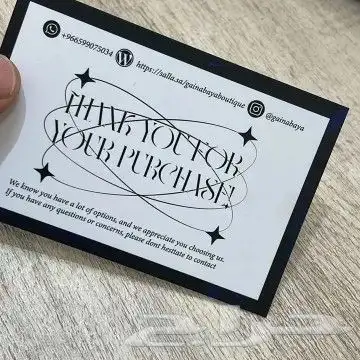 +966599075034
https://salla.sa/gainabayaboutique
@gainabaya
THANK YOU FOR
YOUR PURCHASE!
We know you have a lot of options, and we appreciate you choosing us.
If you have any questions or concerns, please dont hesitate to contact